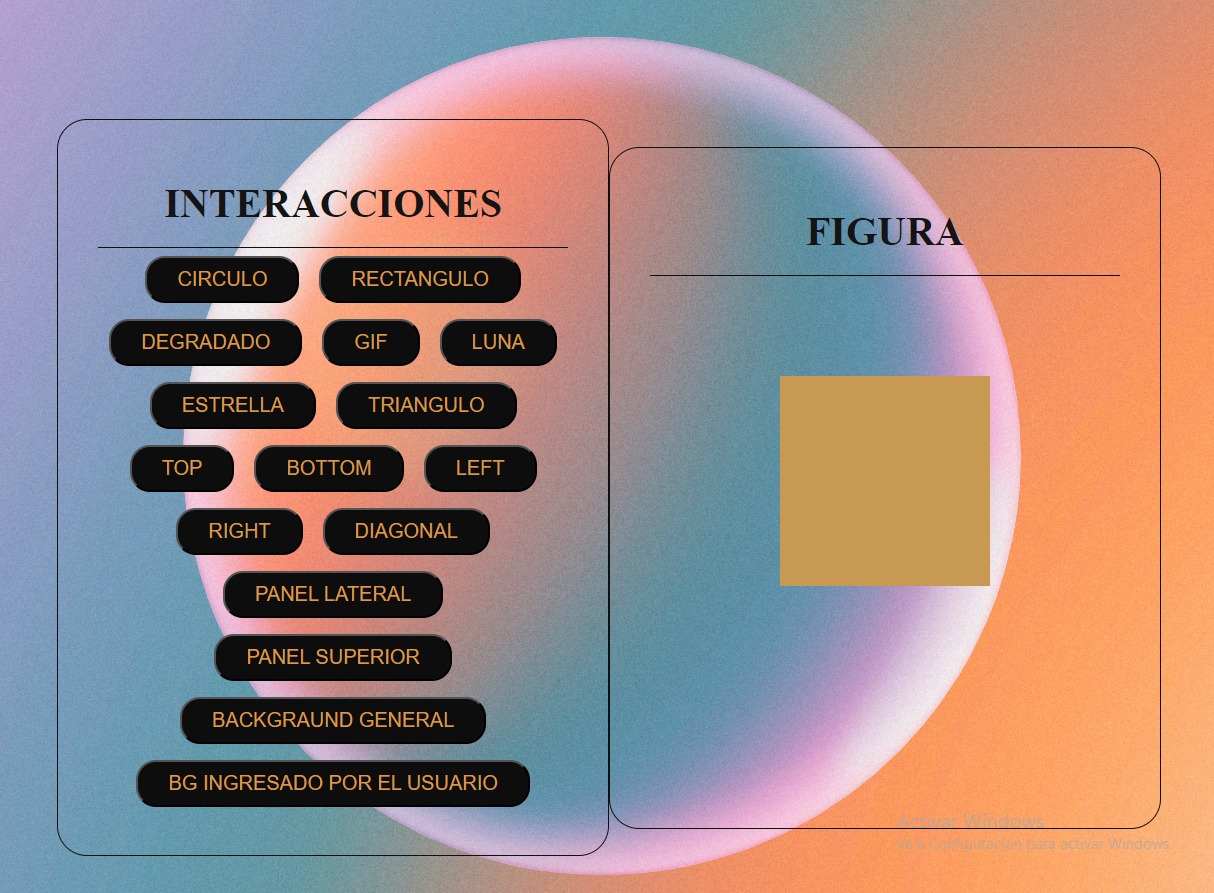 INTERACCIONES
CIRCULO RECTANGULO
DEGRADADO GIF LUNA
ESTRELLA TRIANGULO
TOP BOTTOM LEFT
RIGHT DIAGONAL
PANEL LATERAL
PANEL SUPERIOR
BACKGRAUND GENERAL
BG INGRESADO POR EL USUARIO
FIGURA
Activar Windows
Ve a Configuración para activar Windows.